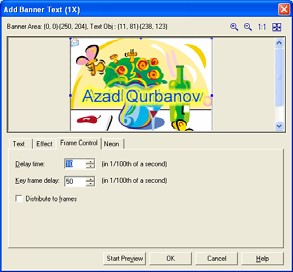 Add Banner Text (1X)
Banner Area: (0, 0)-(250, 204), Text Obj : (11, 81)-(238, 123)
1:1
Azad Qurbanov
Text Effect Frame Control Neon
Delay time: 10 (in 1/100th of a second)
Key frame delay: 50 (in 1/100th of a second)
Distribute to frames
Start Preview OK Cancel Help